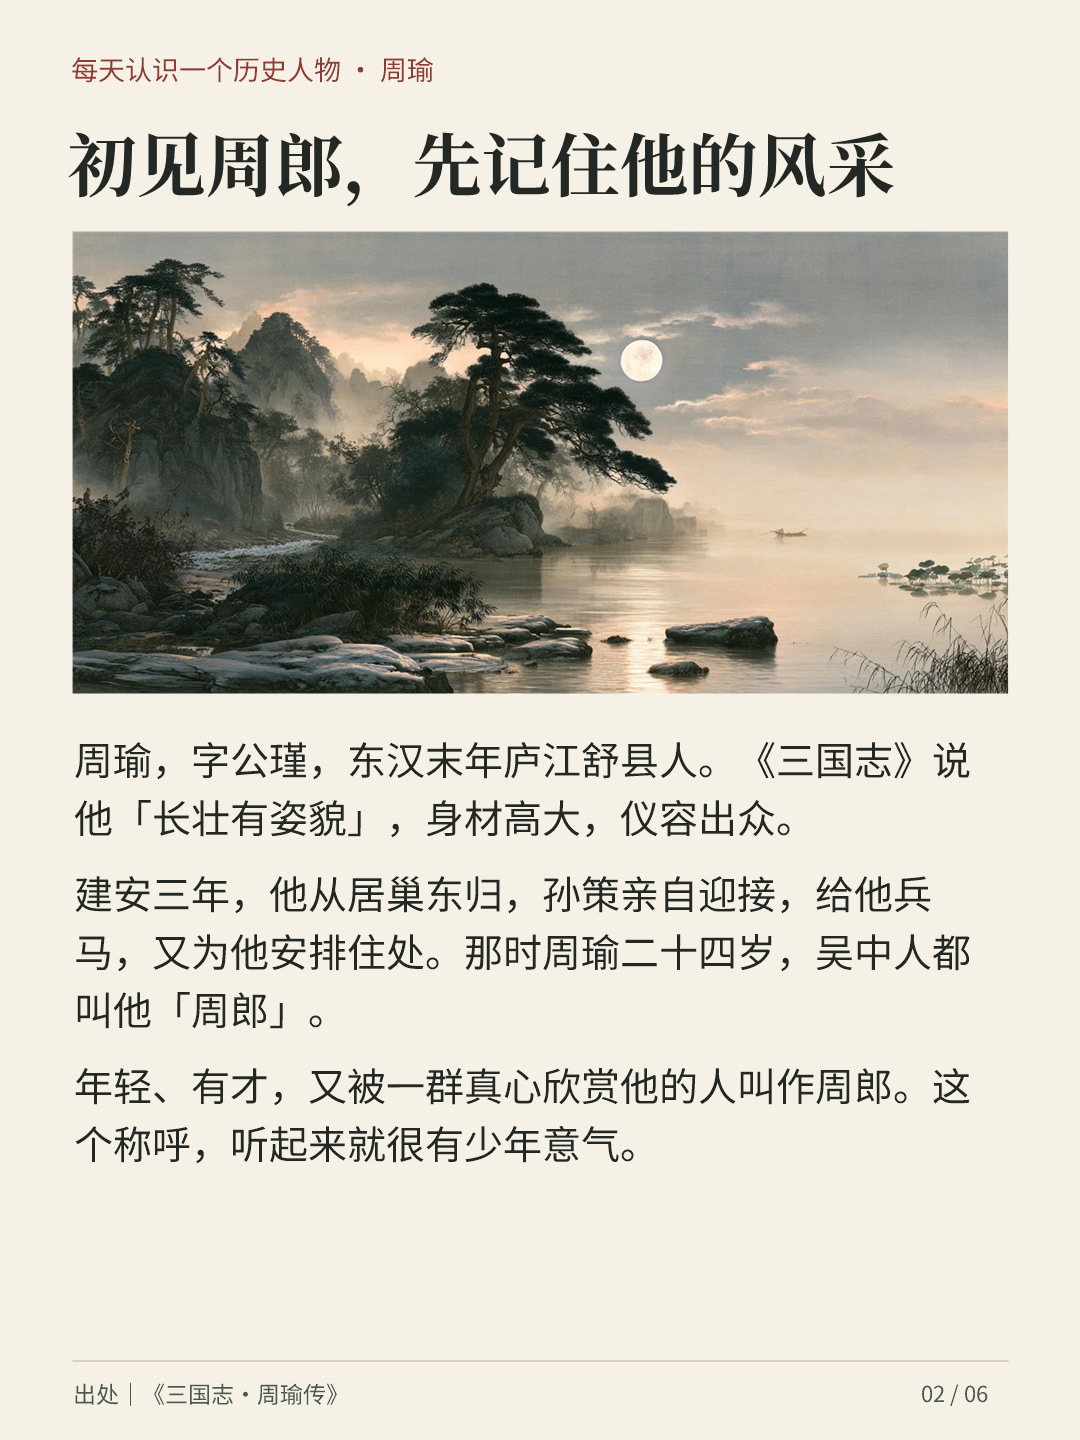 每天认识一个历史人物 · 周瑜
初见周郎，先记住他的风采
周瑜，字公瑾，东汉末年庐江舒县人。《三国志》说
他「长壮有姿貌」，身材高大，仪容出众。
建安三年，他从居巢东归，孙策亲自迎接，给他兵
马，又为他安排住处。那时周瑜二十四岁，吴中人都
叫他「周郎」。
年轻、有才，又被一群真心欣赏他的人叫作周郎。这
个称呼，听起来就很有少年意气。
出处｜《三国志·周瑜传》
02 / 06